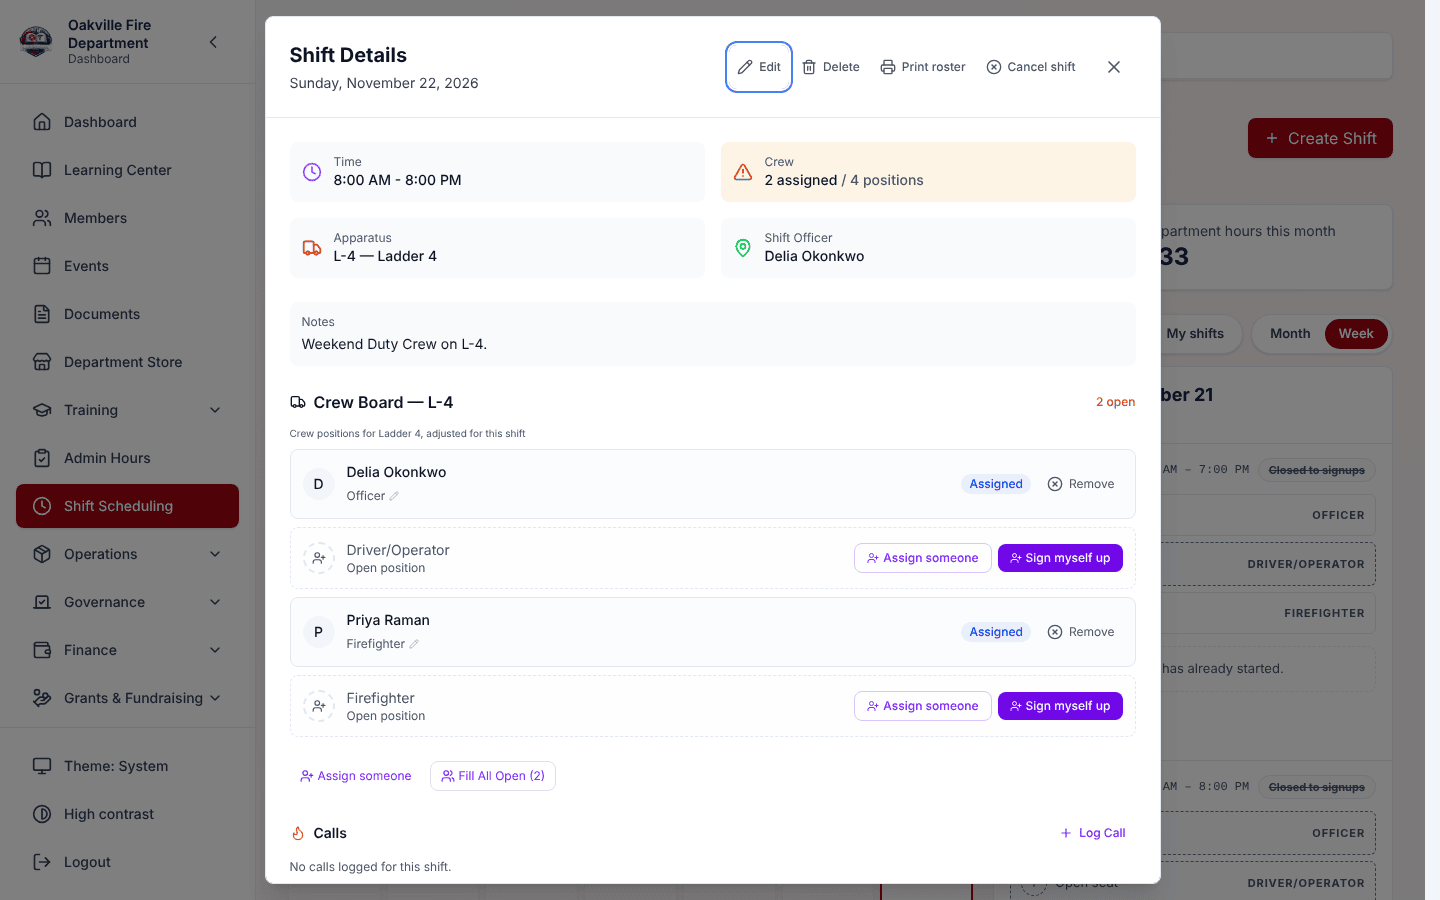 Oakville Fire
Department
Dashboard
Dashboard
Learning Center
Members
Events
Documents
Department Store
Training
Admin Hours
Shift Scheduling
Operations
Governance
Finance
Grants & Fundraising
Theme: System
High contrast
Logout
Shift Details
Sunday, November 22, 2026
Edit
Delete
Print roster
Cancel shift
Time
8:00 AM - 8:00 PM
Crew
2 assigned / 4 positions
Apparatus
L-4 — Ladder 4
Shift Officer
Delia Okonkwo
Notes
Weekend Duty Crew on L-4.
Crew Board — L-4
2 open
Crew positions for Ladder 4, adjusted for this shift
D
Delia Okonkwo
Officer
Assigned
Remove
Driver/Operator
Open position
Assign someone
Sign myself up
P
Priya Raman
Firefighter
Assigned
Remove
Firefighter
Open position
Assign someone
Sign myself up
Assign someone
Fill All Open (2)
Calls
Log Call
No calls logged for this shift.
Create Shift
partment hours this month
33
My shifts
Month
Week
ber 21
AM – 7:00 PM
Closed to signups
OFFICER
DRIVER/OPERATOR
FIREFIGHTER
has already started.
AM – 8:00 PM
Closed to signups
OFFICER
Open seat
DRIVER/OPERATOR